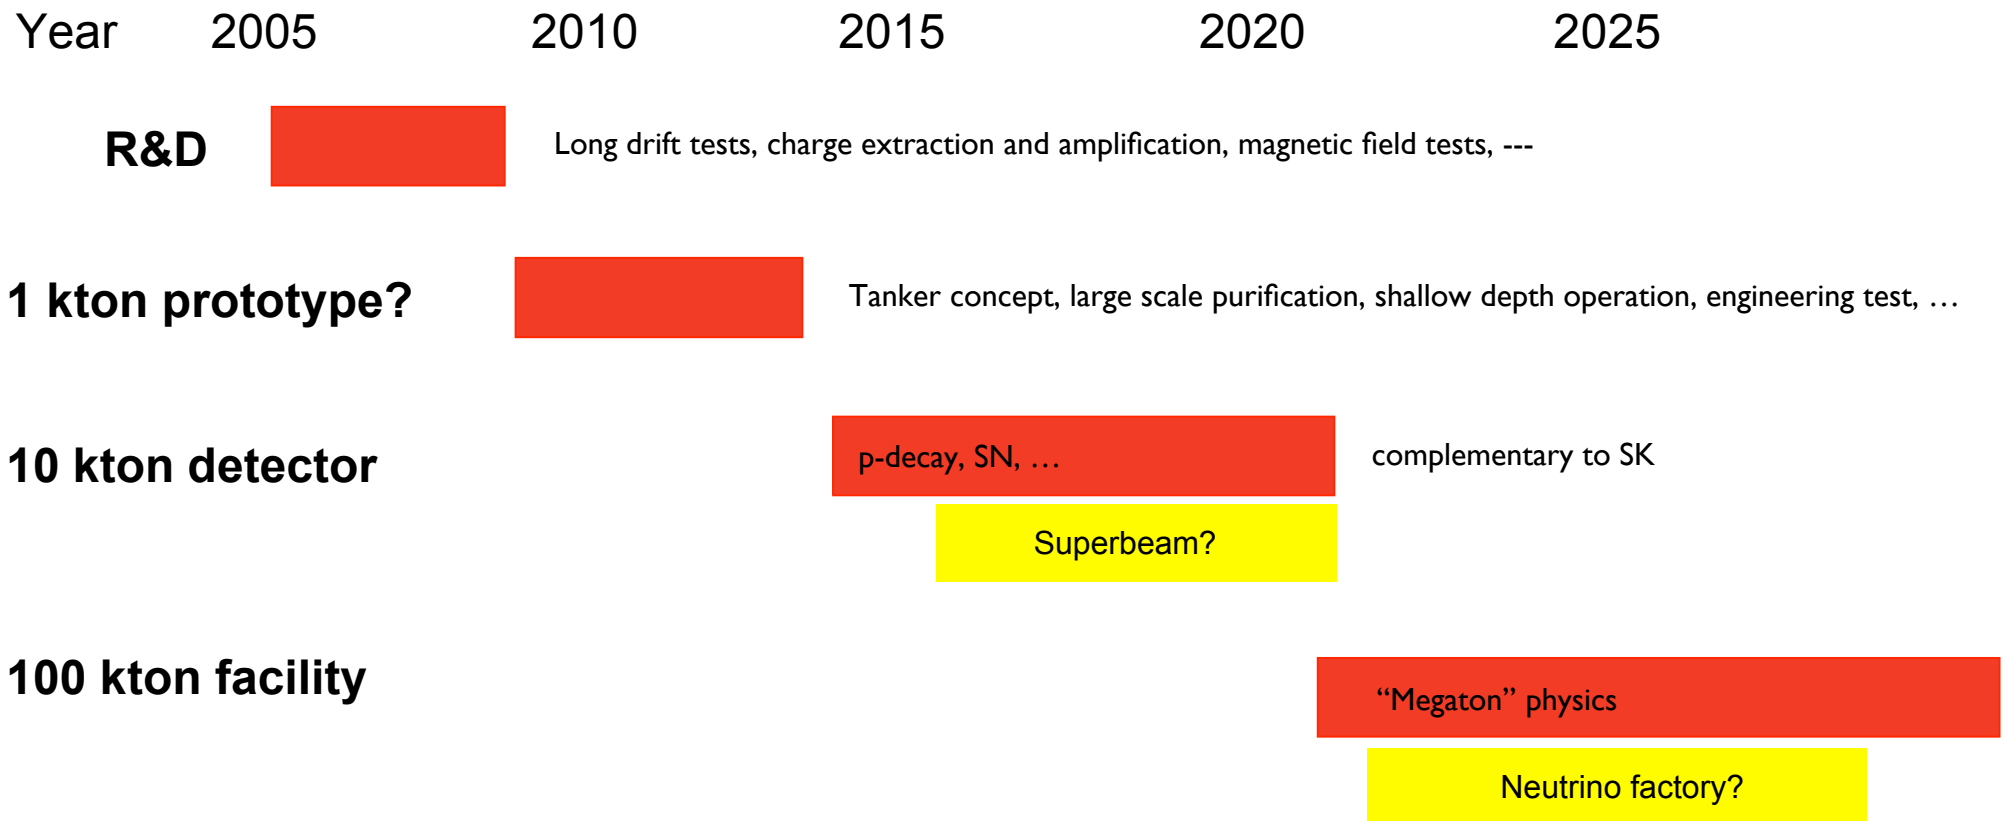 Year 2005 2010 2015 2020 2025
R&D Long drift tests, charge extraction and amplification, magnetic field tests, ---
1 kton prototype? Tanker concept, large scale purification, shallow depth operation, engineering test, …
10 kton detector p-decay, SN, … complementary to SK
Superbeam?
100 kton facility
“Megaton” physics
Neutrino factory?